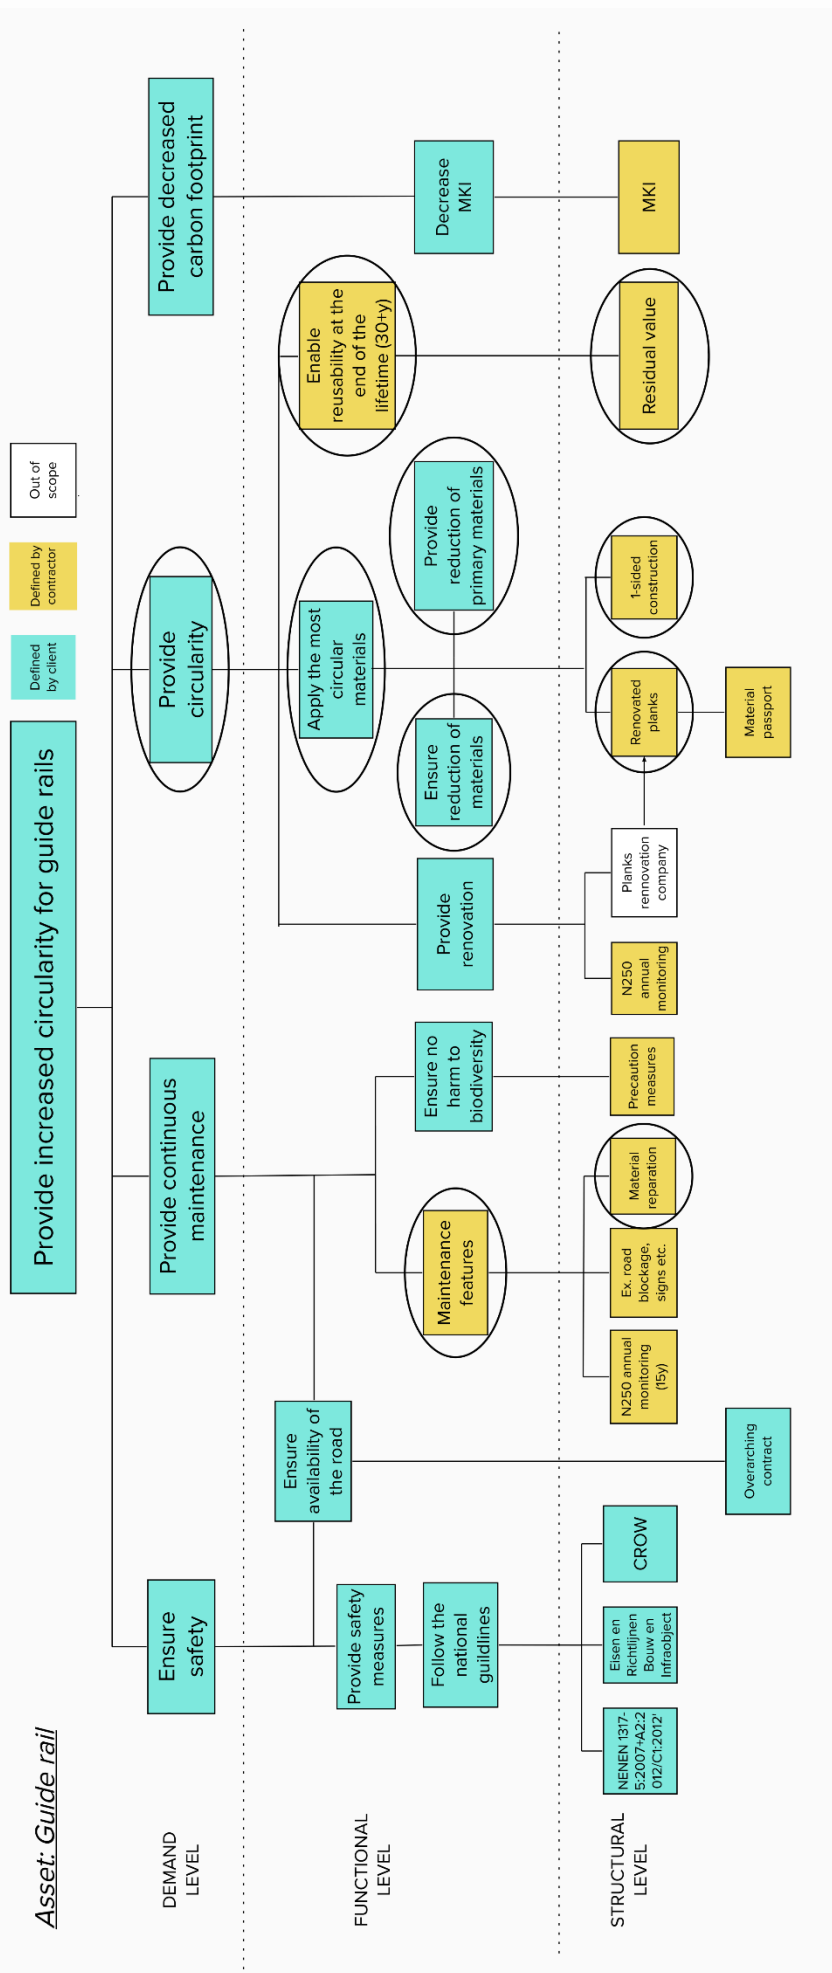 Asset: Guide rail
Provide increased circularity for guide rails
Defined
by client
Defined by
contractor
Out of
scope
DEMAND
LEVEL
Ensure
safety
Provide continuous
maintenance
Provide
circularity
Provide decreased
carbon footprint
FUNCTIONAL
LEVEL
Provide safety
measures
Follow the
national
guildlines
Ensure
availability of
the road
Maintenance
features
Ensure no
harm to
biodiversity
Provide
renovation
Apply the most
circular
materials
Ensure
reduction of
materials
Provide
reduction of
primary materials
Enable
reusability at the
end of the
lifetime (30+y)
Decrease
MKI
STRUCTURAL
LEVEL
NENEN 1317-
5:2007+A2:2
012/C1:2012'
Eisen en
Richtlijnen
Bouw en
Infraobject
CROW
Overarching
contract
N250 annual
monitoring
(15y)
Ex. road
blockage,
signs etc.
Material
reparation
Precaution
measures
N250
annual
monitoring
Planks
rennovation
company
Renovated
planks
Material
passport
1-sided
construction
Residual value
MKI